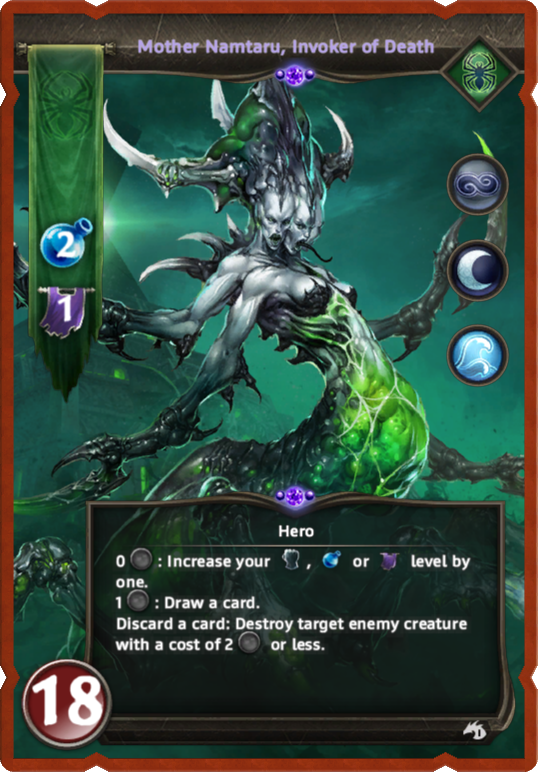 Mother Namtaru, Invoker of Death
2
1
Hero
0 : Increase your , or level by
one.
1 : Draw a card.
Discard a card: Destroy target enemy creature
with a cost of 2 or less.
18
D